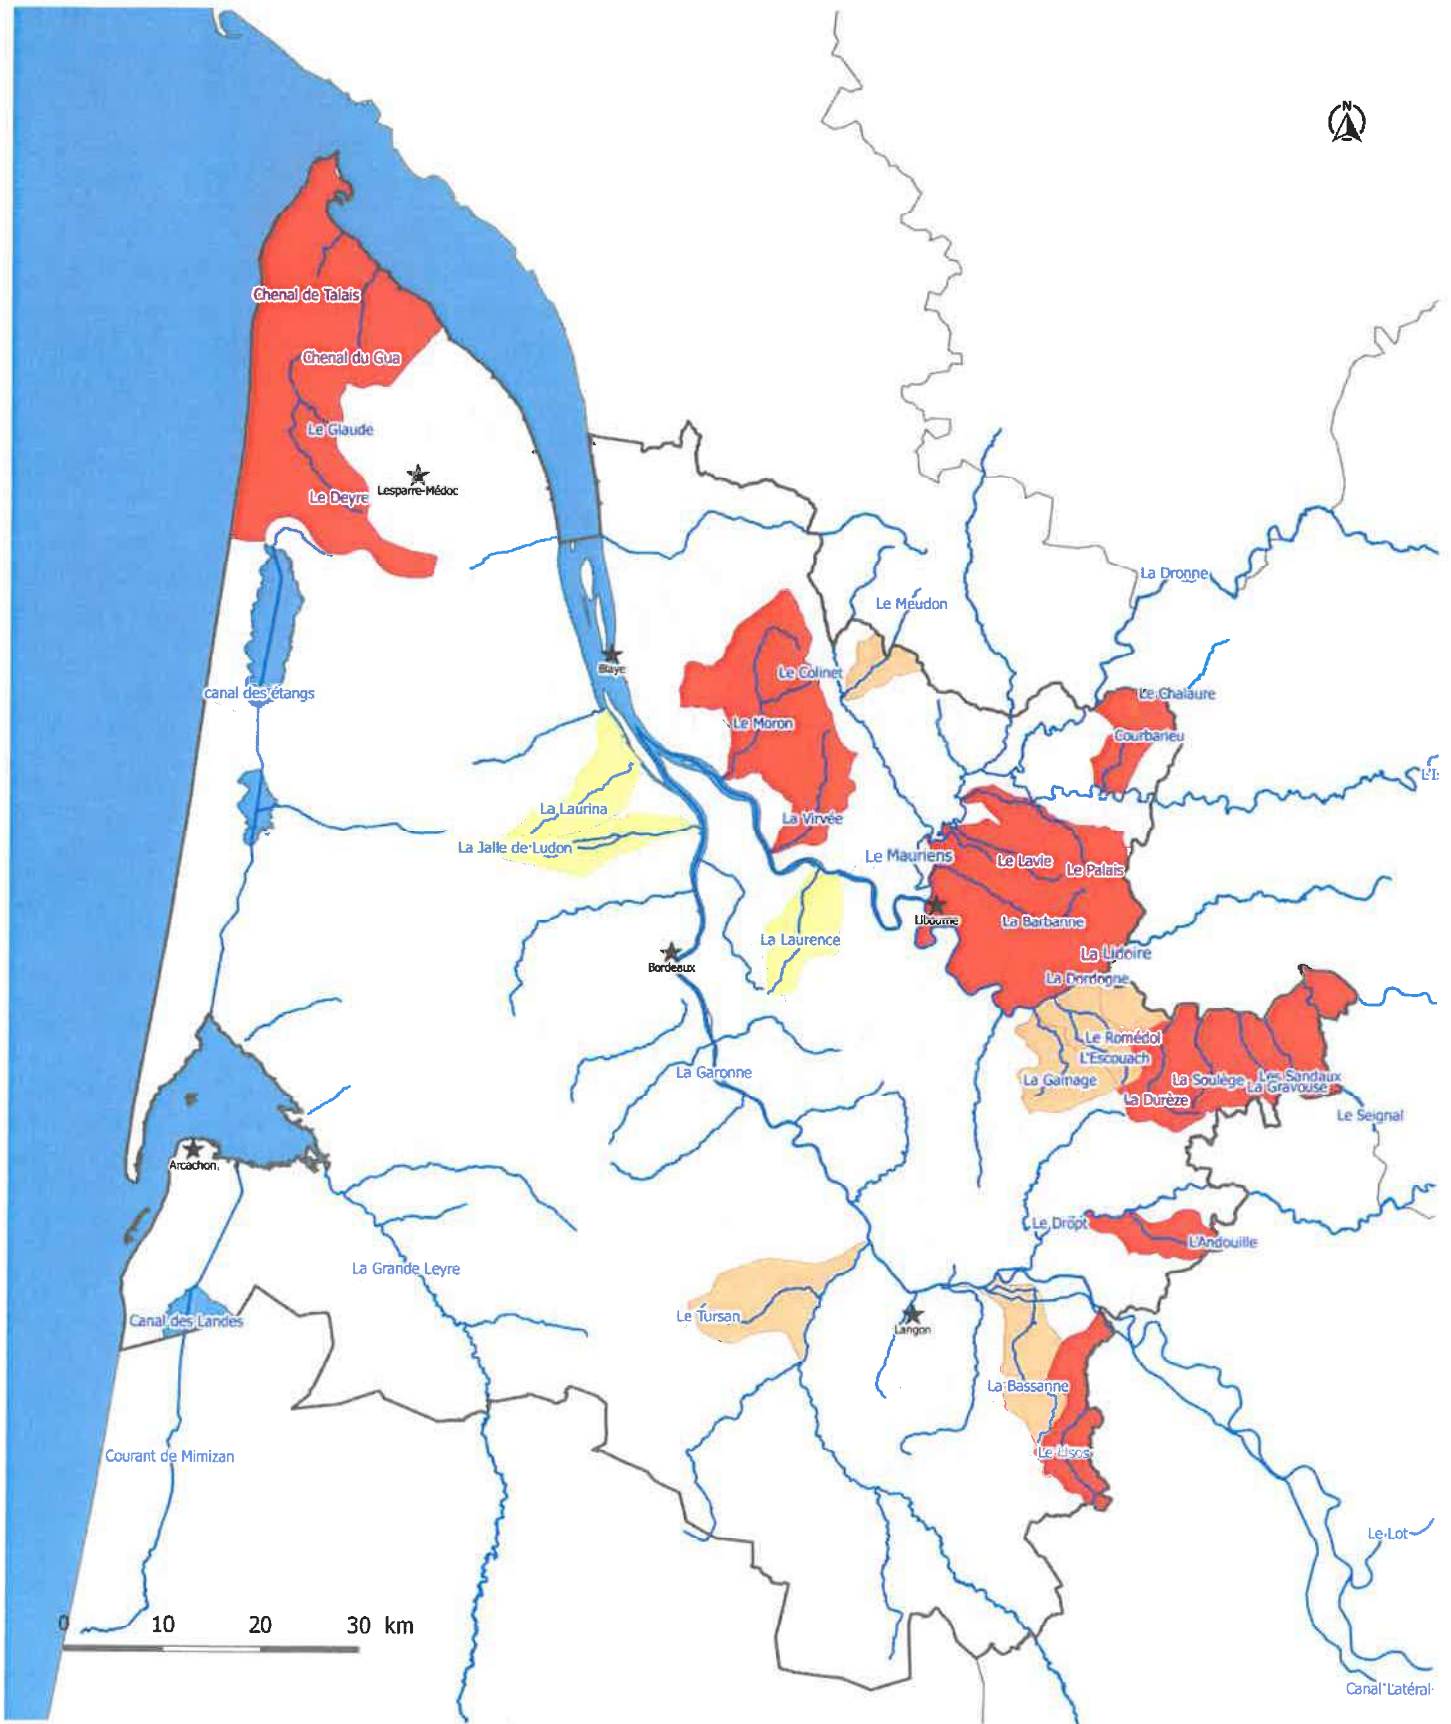 N
Chenal de Talais
Chenal du Gua
Le Glaude
Lesparre-Médoc
Le Deyre
La Dronne
Le Meudon
Blaye
Le Colinet
canal des étangs
Le Chalaure
Le Moron
Courbarieu
La Laurina
La Virvée
La Jalle de Ludon
Le Mauriens
Le Lavie
Le Palais
Libourne
La Barbanne
La Laurence
La Lidoire
Bordeaux
La Dordogne
Le Romédol
L'Escouach
La Garonne
La Gamage
La Soulège
Les Sandaux
La Gravouse
La Durèze
Le Seignal
Arcachon
Le Dropt
L'Andouille
La Grande Leyre
Le Tursan
Canal des Landes
Langon
La Bassanne
Le Lisos
Courant de Mimizan
Le Lot
0 10 20 30 km
Canal Latéral